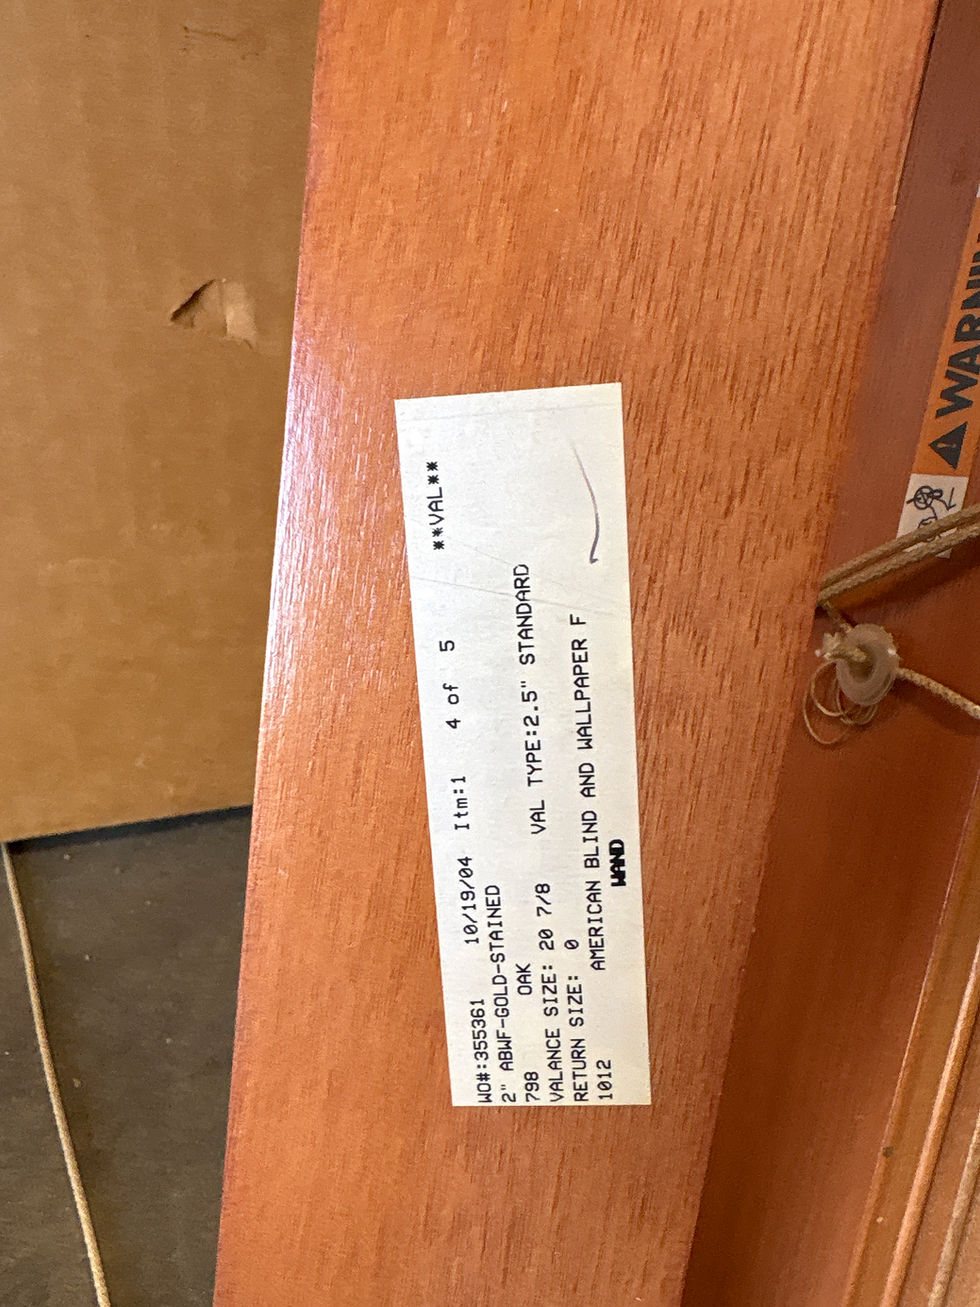 WO#:355361 10/19/04 Itm:1 4 of 5 **VAL**
2" ABWF-GOLD-STAINED
798 OAK VAL TYPE:2.5" STANDARD
VALANCE SIZE: 20 7/8
RETURN SIZE: 0
1012 AMERICAN BLIND AND WALLPAPER F
WAND